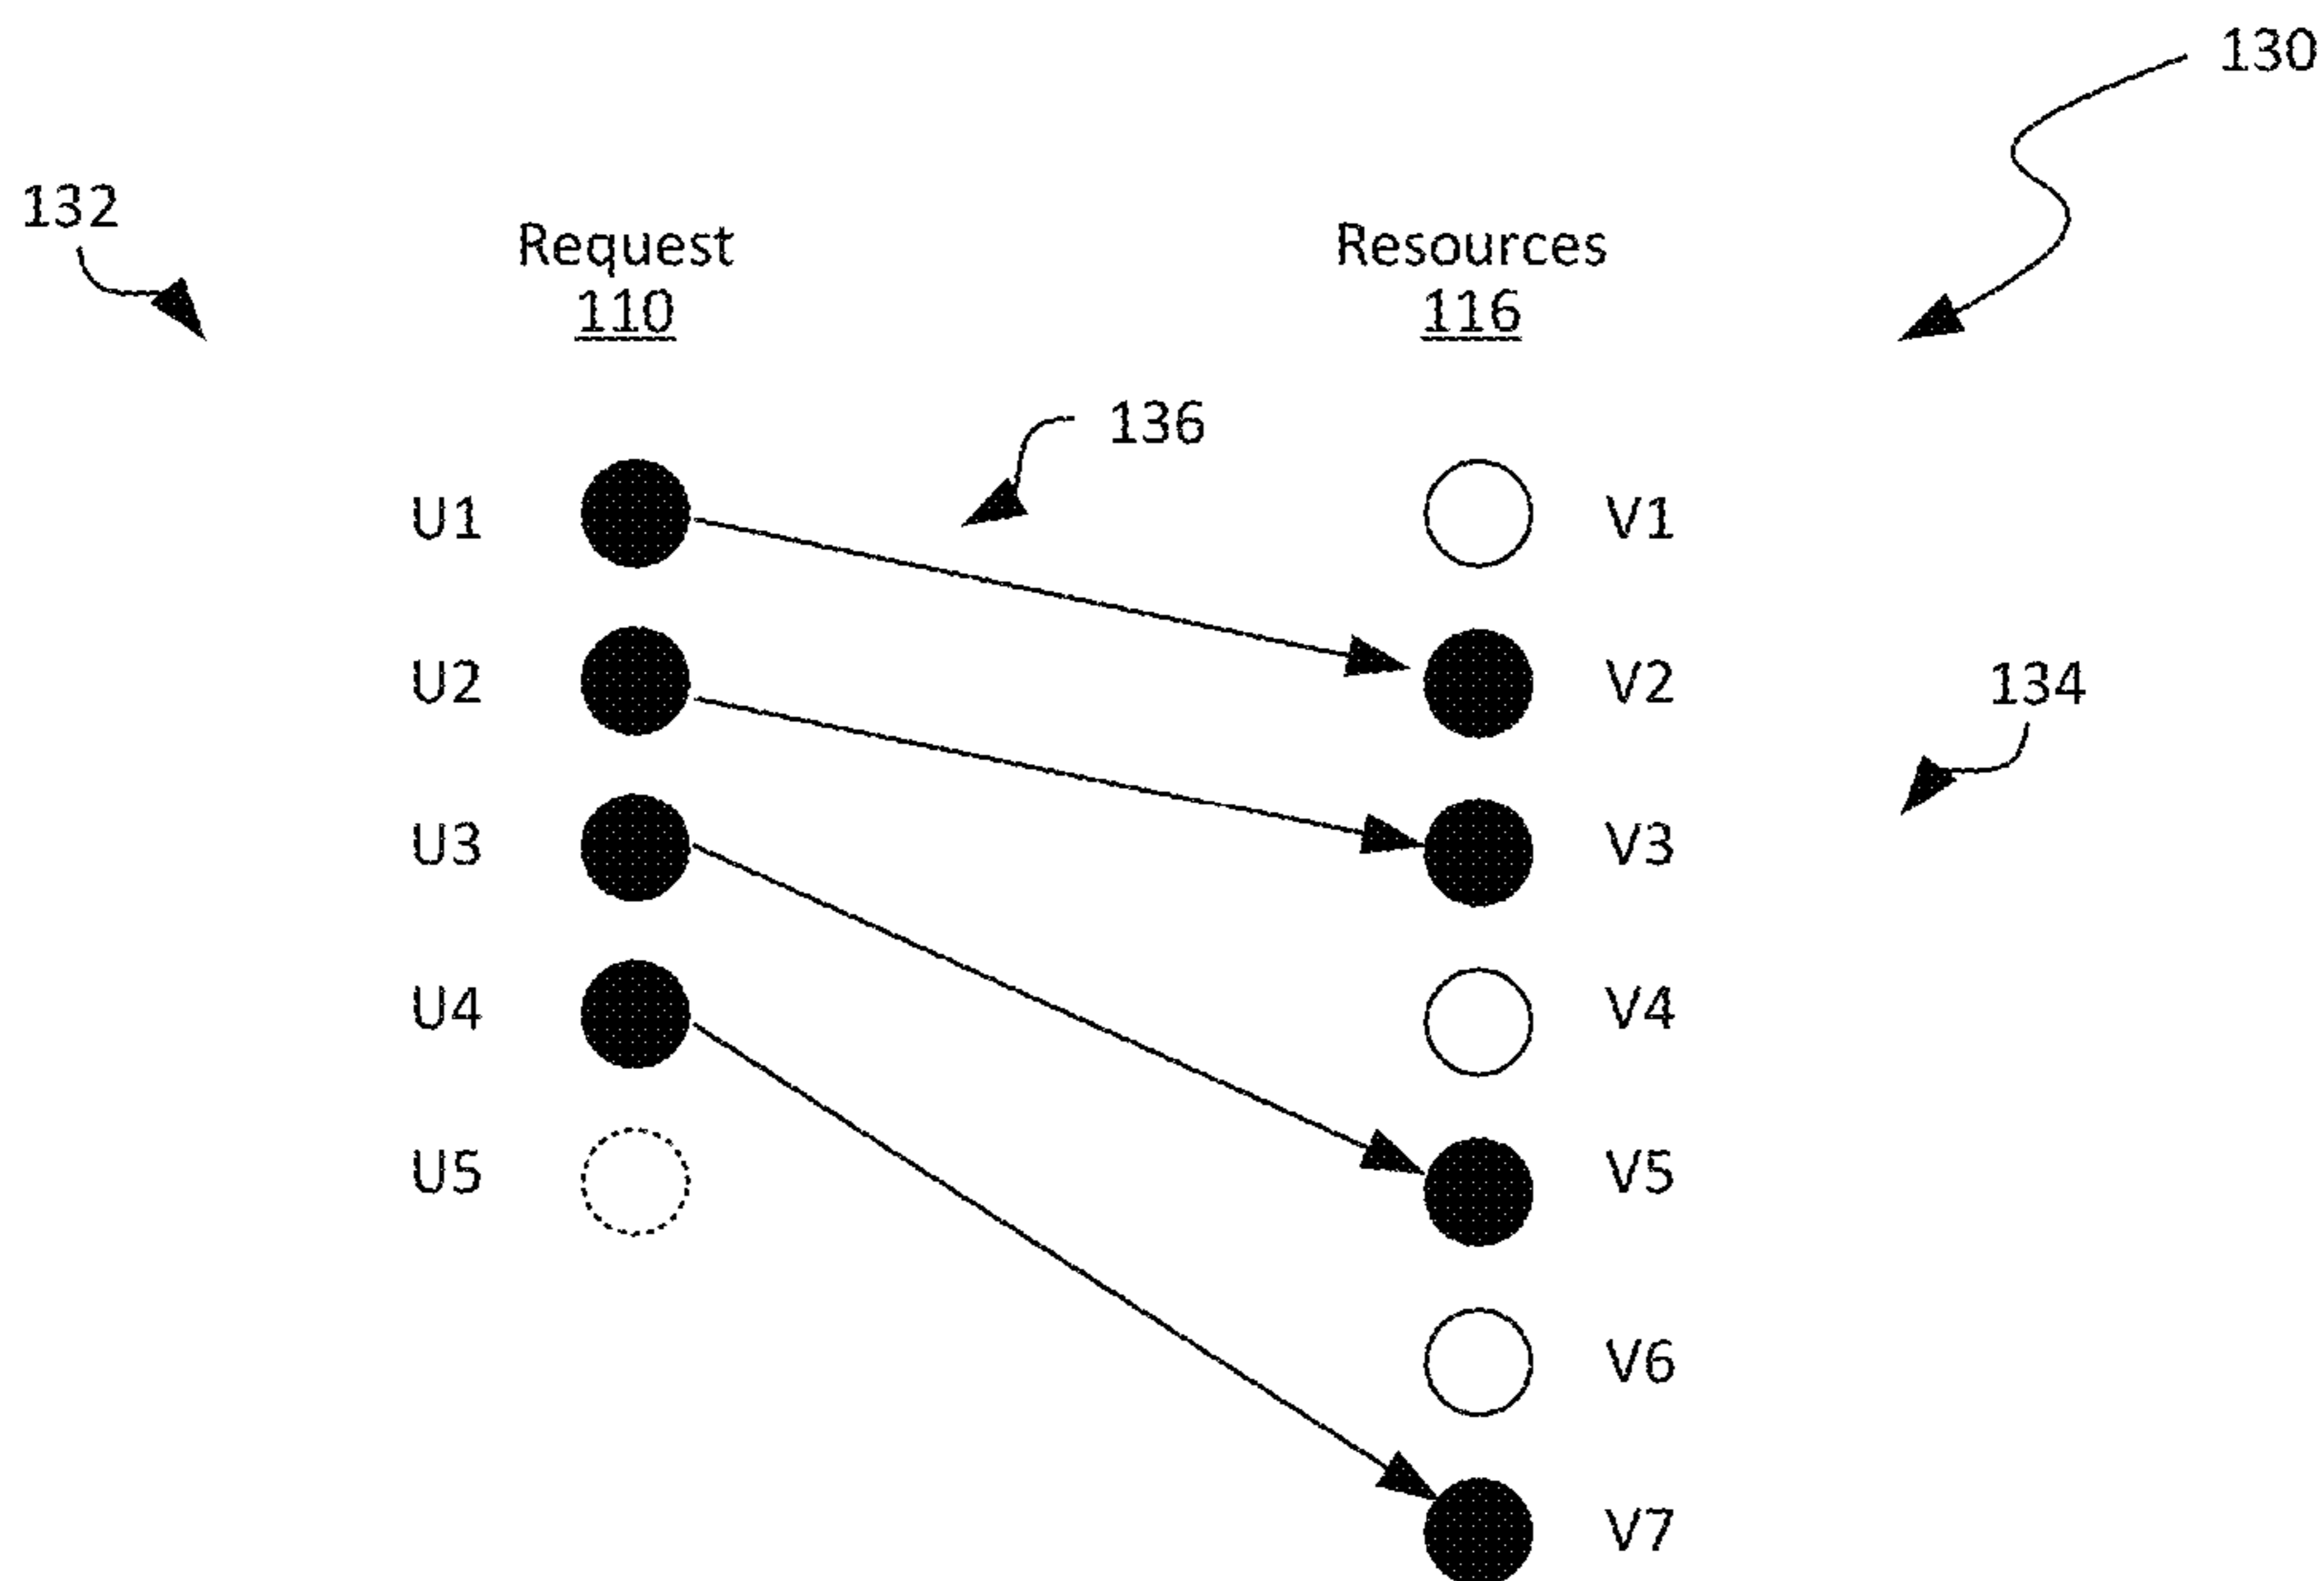 130
132
Request
110
Resources
116
136
U1
V1
U2
V2
134
U3
V3
U4
V4
U5
V5
V6
V7